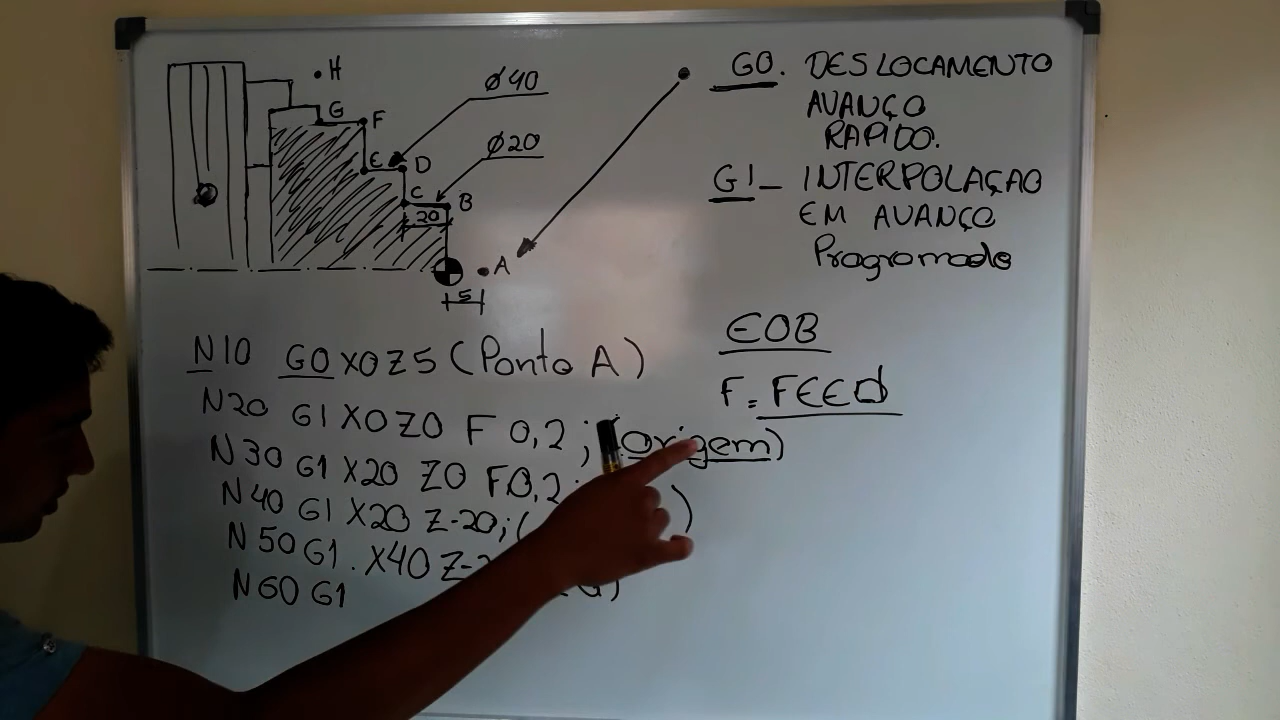 H
G
F
Ø40
Ø20
E
D
C
B
20
A
5
G0. DESLOCAMENTO
AVANÇO
RAPIDO.
G1- INTERPOLAÇAO
EM AVANÇO
Programado
EOB
F. FEED
N10 G0 X0 Z5 (Ponto A)
N20 G1 X0 Z0 F 0,2; (origem)
N30 G1 X20 Z0 F0,2;
N40 G1 X20 Z-20; ( )
N50 G1. X40 Z-
N60 G1